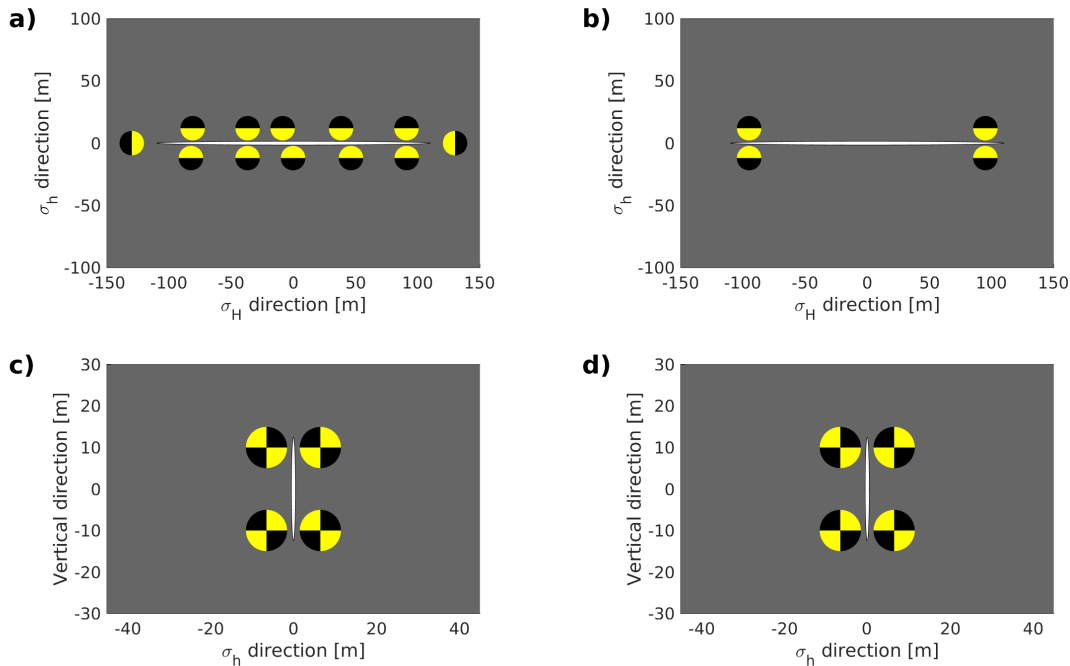 a)
100
50
0
-50
-100
σh direction [m]
-150 -100 -50 0 50 100 150
σH direction [m]
b)
100
50
0
-50
-100
σh direction [m]
-150 -100 -50 0 50 100 150
σH direction [m]
c)
30
20
10
0
-10
-20
-30
Vertical direction [m]
-40 -20 0 20 40
σh direction [m]
d)
30
20
10
0
-10
-20
-30
Vertical direction [m]
-40 -20 0 20 40
σh direction [m]